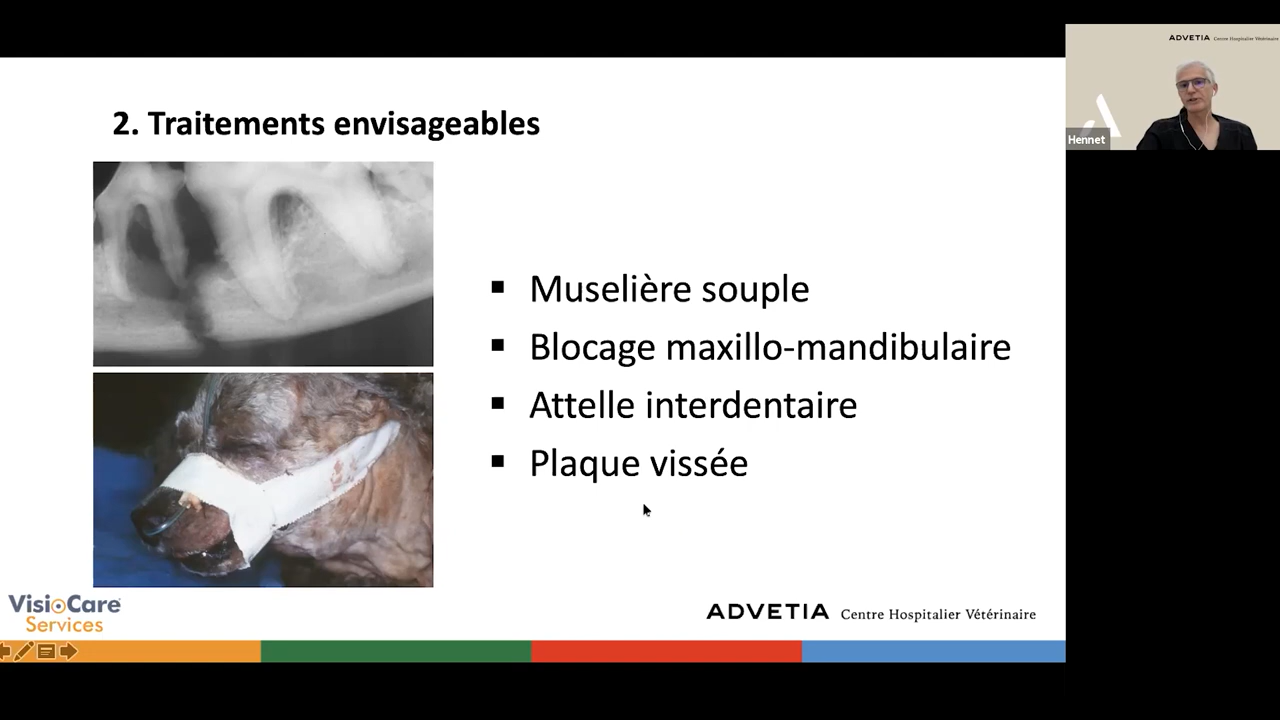 2. Traitements envisageables
▪ Muselière souple
▪ Blocage maxillo-mandibulaire
▪ Attelle interdentaire
▪ Plaque vissée
VisioCare
Services
ADVETIA Centre Hospitalier Vétérinaire
ADVETIA Centre Hospitalier Vétérinaire
Hennet